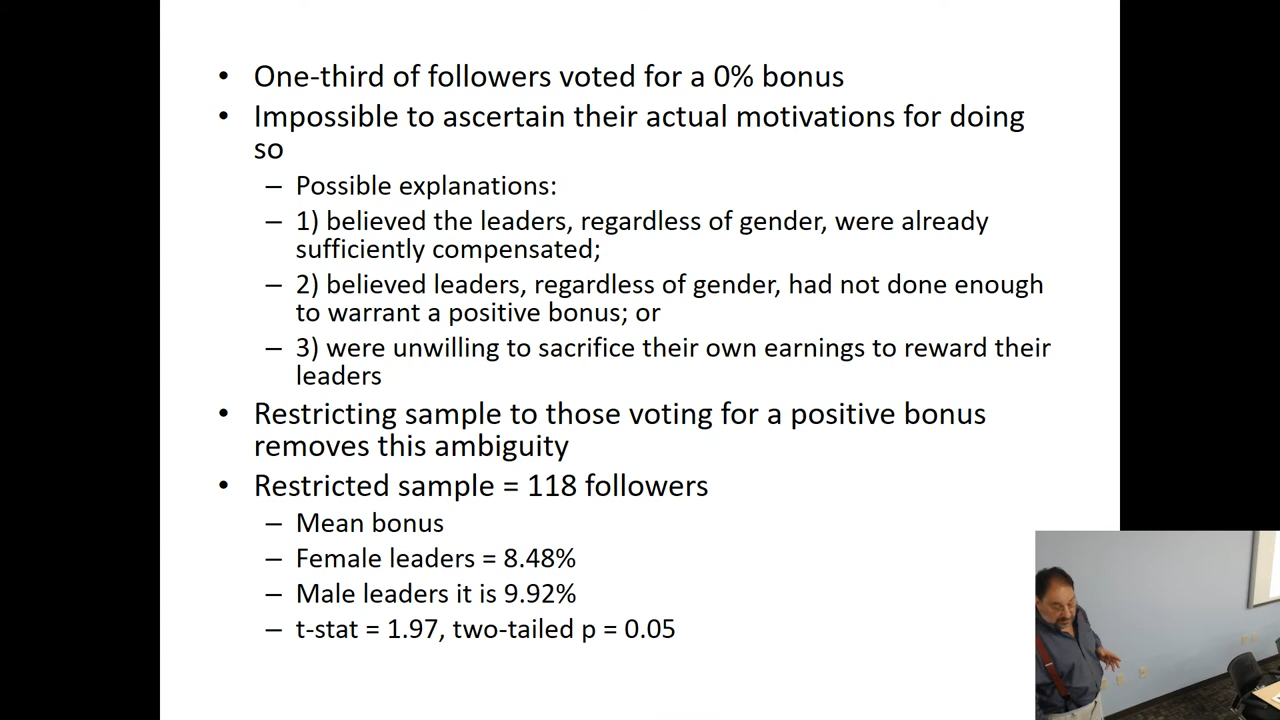 • One-third of followers voted for a 0% bonus
• Impossible to ascertain their actual motivations for doing
so
– Possible explanations:
– 1) believed the leaders, regardless of gender, were already
sufficiently compensated;
– 2) believed leaders, regardless of gender, had not done enough
to warrant a positive bonus; or
– 3) were unwilling to sacrifice their own earnings to reward their
leaders
• Restricting sample to those voting for a positive bonus
removes this ambiguity
• Restricted sample = 118 followers
– Mean bonus
– Female leaders = 8.48%
– Male leaders it is 9.92%
– t-stat = 1.97, two-tailed p = 0.05